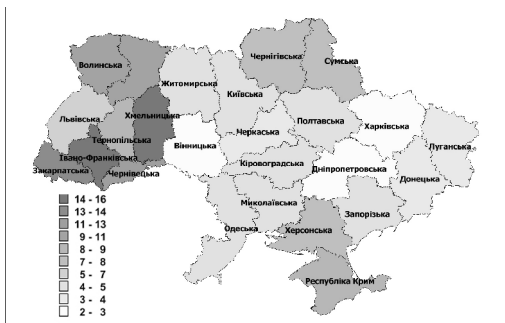 Волинська
Чернігівська
Сумська
Житомирська
Київська
Львівська
Хмельницька
Тернопільська
Полтавська
Харківська
Черкаська
Вінницька
Луганська
Івано-Франківська
Закарпатська
Чернівецька
Кіровоградська
Дніпропетровська
Донецька
Миколаївська
Запорізька
Одеська
Херсонська
Республіка Крим
14 - 16
13 - 14
11 - 13
9 - 11
8 - 9
7 - 8
5 - 7
4 - 5
3 - 4
2 - 3